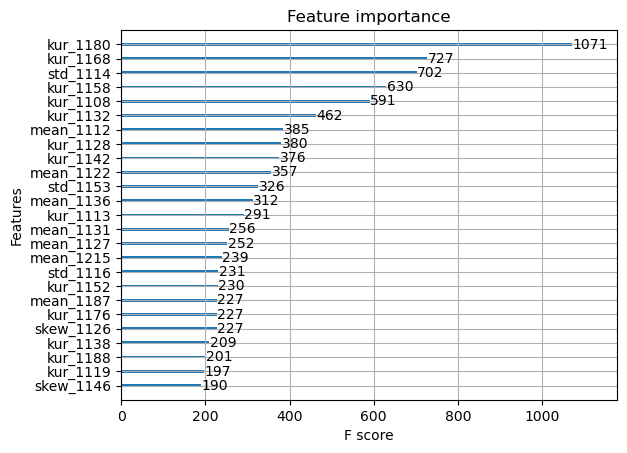 Feature importance
Features
kur_1180 1071
kur_1168 727
std_1114 702
kur_1158 630
kur_1108 591
kur_1132 462
mean_1112 385
kur_1128 380
kur_1142 376
mean_1122 357
std_1153 326
mean_1136 312
kur_1113 291
mean_1131 256
mean_1127 252
mean_1215 239
std_1116 231
kur_1152 230
mean_1187 227
kur_1176 227
skew_1126 227
kur_1138 209
kur_1188 201
kur_1119 197
skew_1146 190
0 200 400 600 800 1000
F score